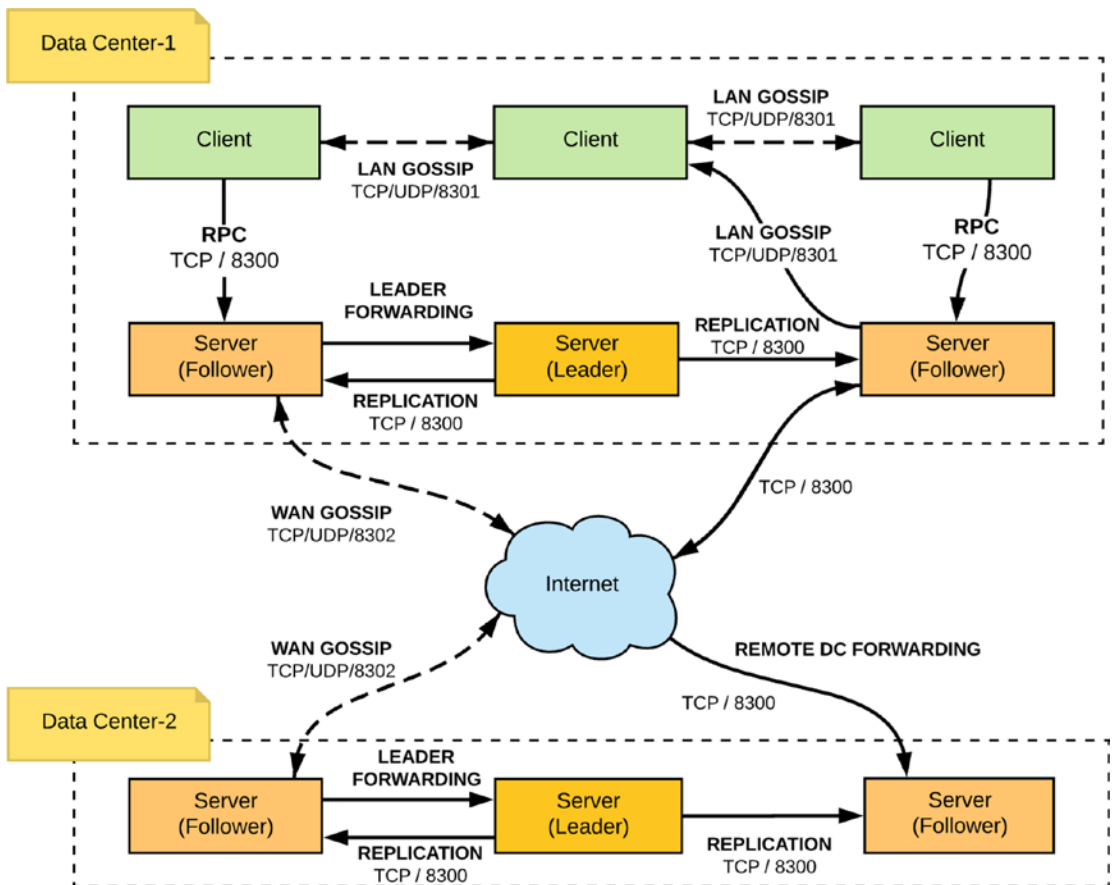 Data Center-1
LAN GOSSIP
TCP/UDP/8301
Client
Client
Client
LAN GOSSIP
TCP/UDP/8301
RPC
TCP / 8300
LAN GOSSIP
TCP/UDP/8301
RPC
TCP / 8300
LEADER
FORWARDING
Server
(Follower)
Server
(Leader)
REPLICATION
TCP / 8300
Server
(Follower)
REPLICATION
TCP / 8300
TCP / 8300
WAN GOSSIP
TCP/UDP/8302
Internet
WAN GOSSIP
TCP/UDP/8302
REMOTE DC FORWARDING
TCP / 8300
Data Center-2
LEADER
FORWARDING
Server
(Follower)
Server
(Leader)
Server
(Follower)
REPLICATION
TCP / 8300
REPLICATION
TCP / 8300